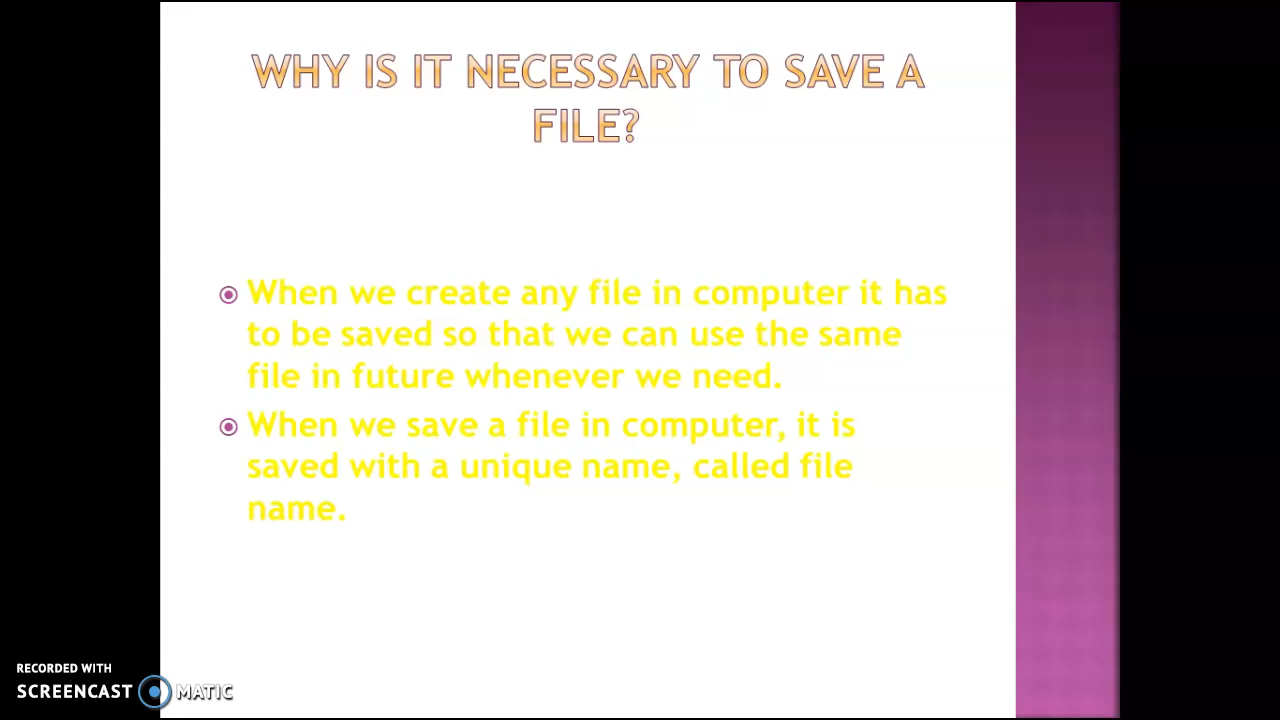 WHY IS IT NECESSARY TO SAVE A
FILE?
When we create any file in computer it has
to be saved so that we can use the same
file in future whenever we need.
When we save a file in computer, it is
saved with a unique name, called file
name.
RECORDED WITH
SCREENCAST MATIC